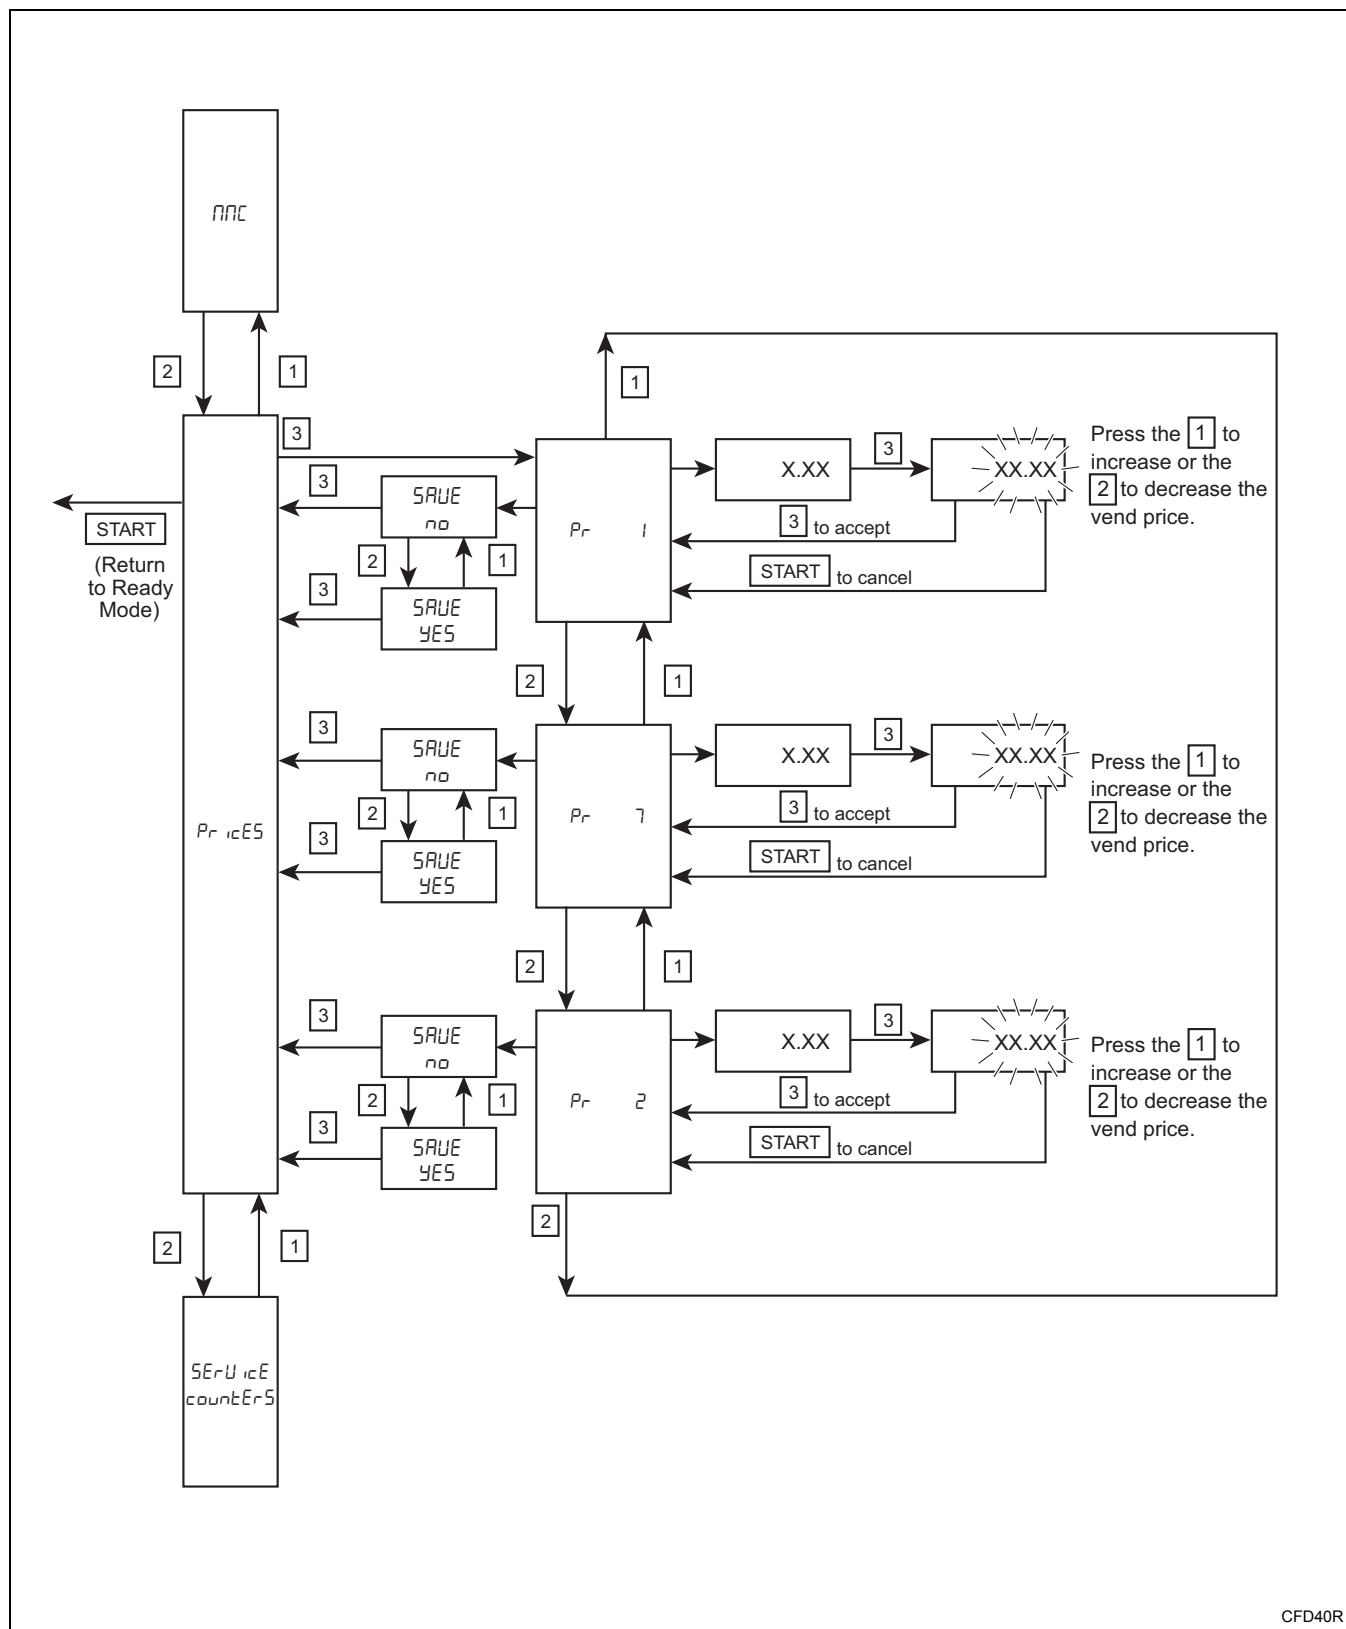 MMC
2
1
1
3
3
SAVE
no
2
1
3
SAVE
YES
START
(Return
to Ready
Mode)
Pr 1
X.XX
3
XX.XX
3 to accept
START to cancel
Press the 1 to
increase or the
2 to decrease the
vend price.
2
1
PricES
3
SAVE
no
2
1
3
SAVE
YES
Pr 7
X.XX
3
XX.XX
3 to accept
START to cancel
Press the 1 to
increase or the
2 to decrease the
vend price.
2
1
3
SAVE
no
2
1
3
SAVE
YES
Pr 2
X.XX
3
XX.XX
3 to accept
START to cancel
Press the 1 to
increase or the
2 to decrease the
vend price.
2
2
1
SErVicE
countErS
CFD40R